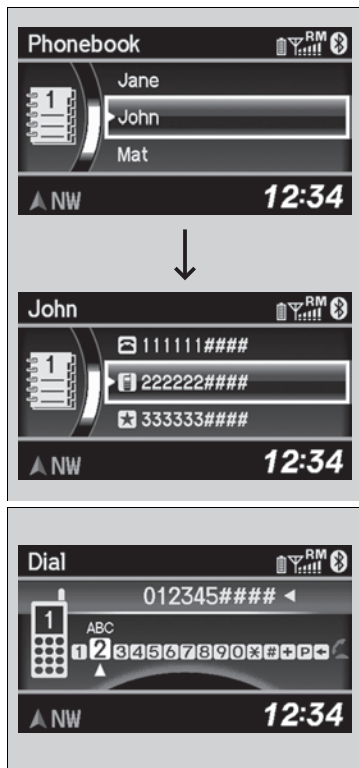 Phonebook RM
1 Jane
John
Mat
NW 12:34
John RM
111111####
1 222222####
333333####
NW 12:34
Dial RM
012345####
1 ABC
1234567890*#+P
NW 12:34